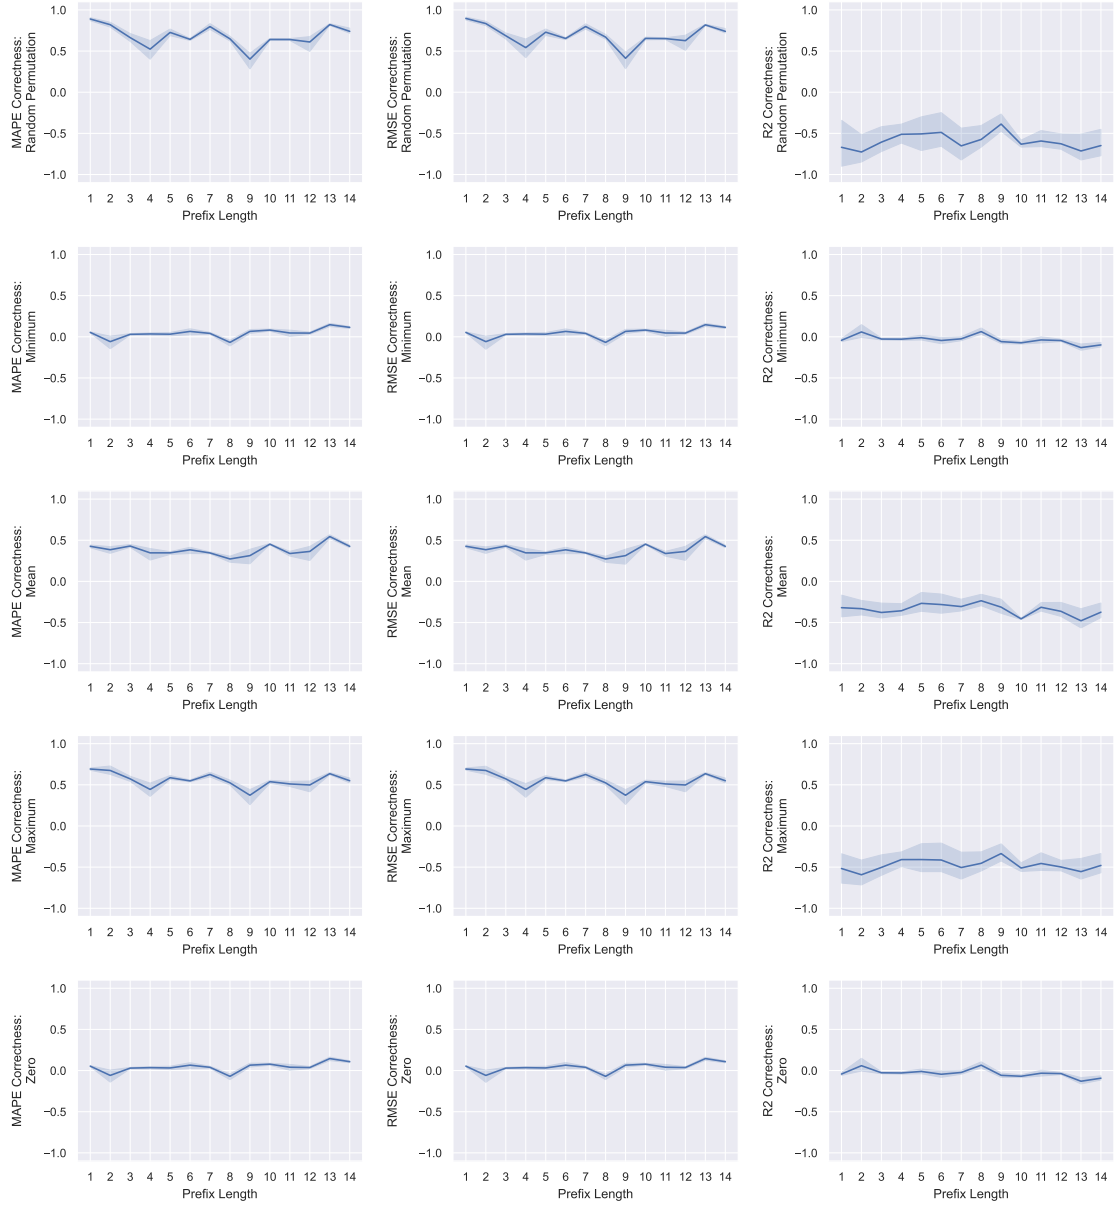 MAPE Correctness:
Random Permutation
1.0
0.5
0.0
−0.5
−1.0
1 2 3 4 5 6 7 8 9 10 11 12 13 14
Prefix Length
RMSE Correctness:
Random Permutation
1.0
0.5
0.0
−0.5
−1.0
1 2 3 4 5 6 7 8 9 10 11 12 13 14
Prefix Length
R2 Correctness:
Random Permutation
1.0
0.5
0.0
−0.5
−1.0
1 2 3 4 5 6 7 8 9 10 11 12 13 14
Prefix Length
MAPE Correctness:
Minimum
1.0
0.5
0.0
−0.5
−1.0
1 2 3 4 5 6 7 8 9 10 11 12 13 14
Prefix Length
RMSE Correctness:
Minimum
1.0
0.5
0.0
−0.5
−1.0
1 2 3 4 5 6 7 8 9 10 11 12 13 14
Prefix Length
R2 Correctness:
Minimum
1.0
0.5
0.0
−0.5
−1.0
1 2 3 4 5 6 7 8 9 10 11 12 13 14
Prefix Length
MAPE Correctness:
Mean
1.0
0.5
0.0
−0.5
−1.0
1 2 3 4 5 6 7 8 9 10 11 12 13 14
Prefix Length
RMSE Correctness:
Mean
1.0
0.5
0.0
−0.5
−1.0
1 2 3 4 5 6 7 8 9 10 11 12 13 14
Prefix Length
R2 Correctness:
Mean
1.0
0.5
0.0
−0.5
−1.0
1 2 3 4 5 6 7 8 9 10 11 12 13 14
Prefix Length
MAPE Correctness:
Maximum
1.0
0.5
0.0
−0.5
−1.0
1 2 3 4 5 6 7 8 9 10 11 12 13 14
Prefix Length
RMSE Correctness:
Maximum
1.0
0.5
0.0
−0.5
−1.0
1 2 3 4 5 6 7 8 9 10 11 12 13 14
Prefix Length
R2 Correctness:
Maximum
1.0
0.5
0.0
−0.5
−1.0
1 2 3 4 5 6 7 8 9 10 11 12 13 14
Prefix Length
MAPE Correctness:
Zero
1.0
0.5
0.0
−0.5
−1.0
1 2 3 4 5 6 7 8 9 10 11 12 13 14
Prefix Length
RMSE Correctness:
Zero
1.0
0.5
0.0
−0.5
−1.0
1 2 3 4 5 6 7 8 9 10 11 12 13 14
Prefix Length
R2 Correctness:
Zero
1.0
0.5
0.0
−0.5
−1.0
1 2 3 4 5 6 7 8 9 10 11 12 13 14
Prefix Length